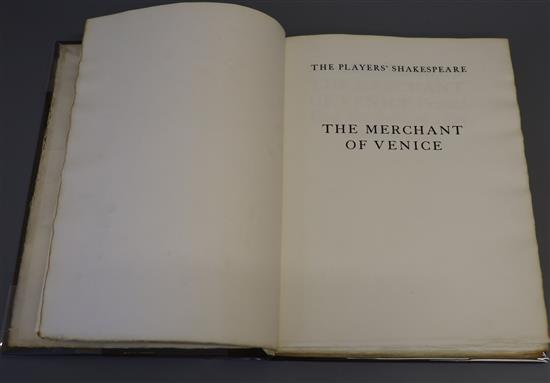 THE PLAYERS' SHAKESPEARE
THE MERCHANT
OF VENICE